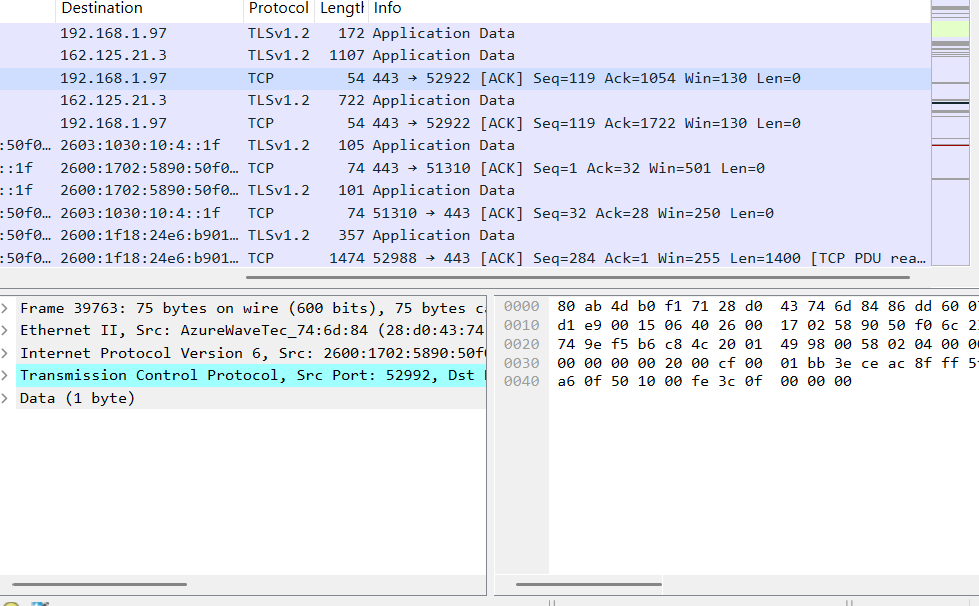 Destination Protocol Length Info
192.168.1.97 TLSv1.2 172 Application Data
162.125.21.3 TLSv1.2 1107 Application Data
192.168.1.97 TCP 54 443 → 52922 [ACK] Seq=119 Ack=1054 Win=130 Len=0
162.125.21.3 TLSv1.2 722 Application Data
192.168.1.97 TCP 54 443 → 52922 [ACK] Seq=119 Ack=1722 Win=130 Len=0
:50f0… 2603:1030:10:4::1f TLSv1.2 105 Application Data
::1f 2600:1702:5890:50f0… TCP 74 443 → 51310 [ACK] Seq=1 Ack=32 Win=501 Len=0
::1f 2600:1702:5890:50f0… TLSv1.2 101 Application Data
:50f0… 2603:1030:10:4::1f TCP 74 51310 → 443 [ACK] Seq=32 Ack=28 Win=250 Len=0
:50f0… 2600:1f18:24e6:b901… TLSv1.2 357 Application Data
:50f0… 2600:1f18:24e6:b901… TCP 1474 52988 → 443 [ACK] Seq=284 Ack=1 Win=255 Len=1400 [TCP PDU rea…
Frame 39763: 75 bytes on wire (600 bits), 75 bytes c
Ethernet II, Src: AzureWaveTec_74:6d:84 (28:d0:43:74
Internet Protocol Version 6, Src: 2600:1702:5890:50f
Transmission Control Protocol, Src Port: 52992, Dst
Data (1 byte)
0000 80 ab 4d b0 f1 71 28 d0 43 74 6d 84 86 dd 60 0
0010 d1 e9 00 15 06 40 26 00 17 02 58 90 50 f0 6c 2
0020 74 9e f5 b6 c8 4c 20 01 49 98 00 58 02 04 00 0
0030 00 00 00 00 20 00 cf 00 01 bb 3e ce ac 8f ff 5
0040 a6 0f 50 10 00 fe 3c 0f 00 00 00